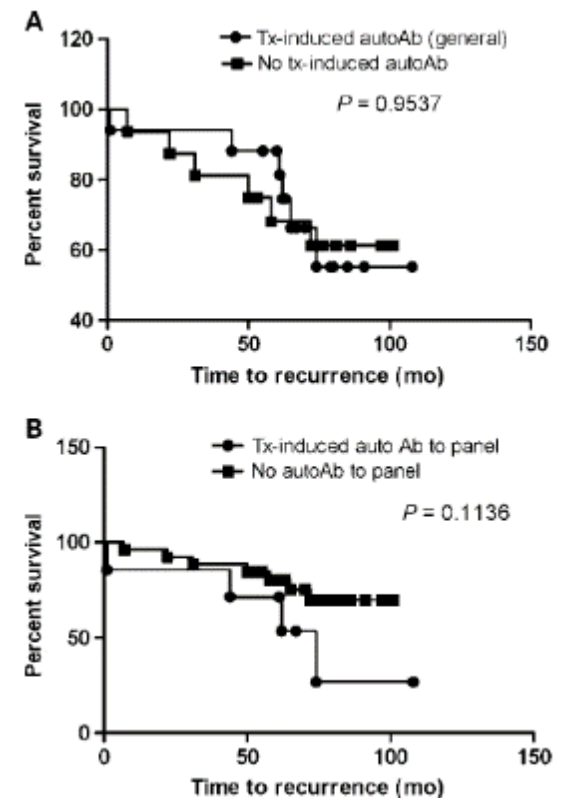 A
Tx-induced autoAb (general)
No tx-induced autoAb
P = 0.9537
120
100
80
60
40
Percent survival
0 50 100 150
Time to recurrence (mo)
B
Tx-induced auto Ab to panel
No autoAb to panel
P = 0.1136
150
100
50
0
Percent survival
0 50 100 150
Time to recurrence (mo)